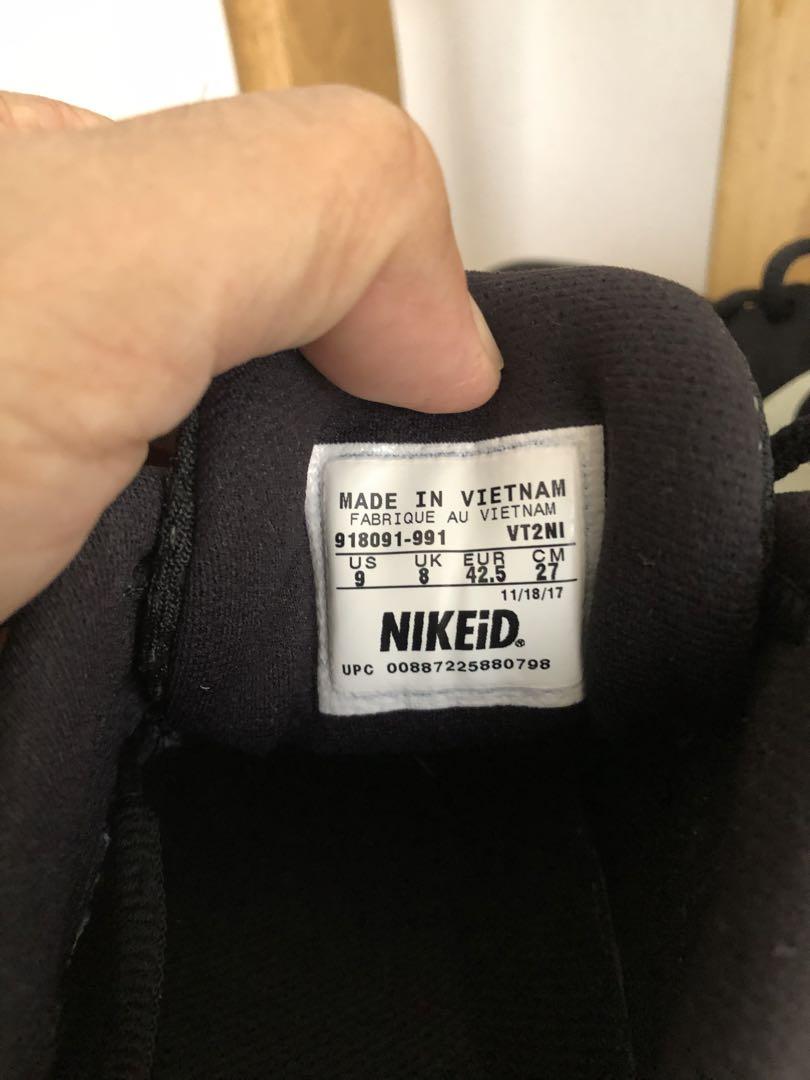 MADE IN VIETNAM
FABRIQUE AU VIETNAM
918091-991 VT2NI
US UK EUR CM
9 8 42.5 27
11/18/17
NIKEiD®
UPC 00887225880798